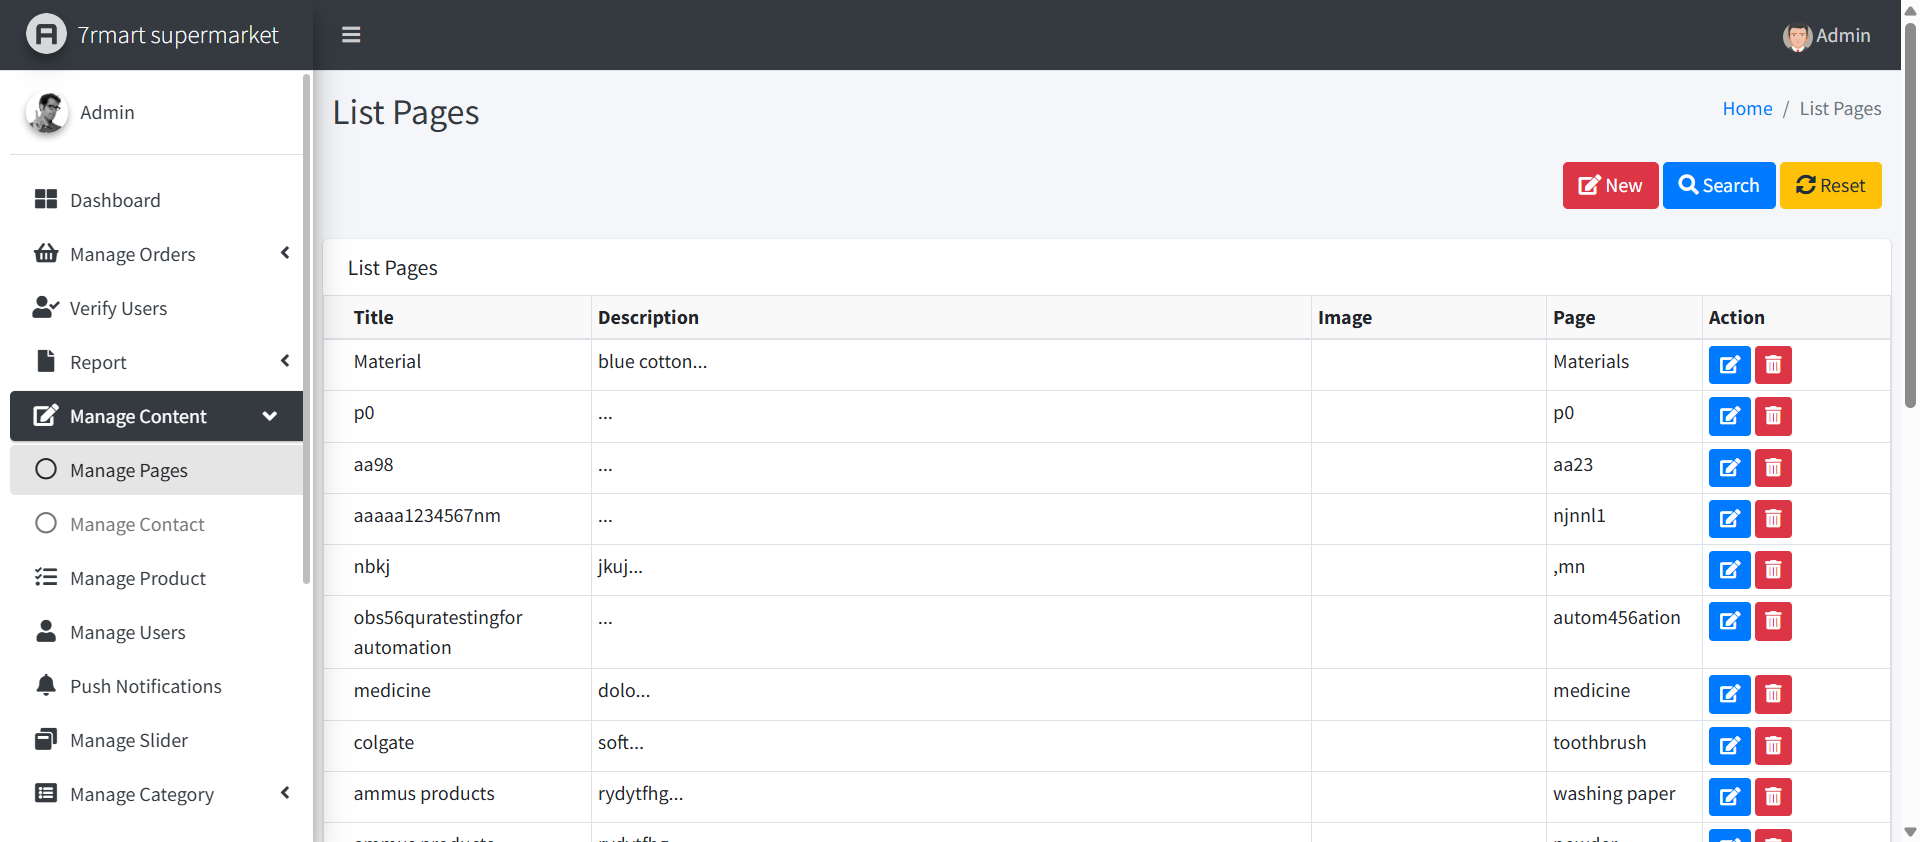 7rmart supermarket
Admin
Admin
Dashboard
Manage Orders
Verify Users
Report
Manage Content
Manage Pages
Manage Contact
Manage Product
Manage Users
Push Notifications
Manage Slider
Manage Category
List Pages
Home / List Pages
New Search Reset
List Pages
Title Description Image Page Action
Material blue cotton... Materials
p0 ... p0
aa98 ... aa23
aaaaa1234567nm ... njnnl1
nbkj jkuj... ,mn
obs56quratestingfor ... autom456ation
automation
medicine dolo... medicine
colgate soft... toothbrush
ammus products rydytfhg... washing paper